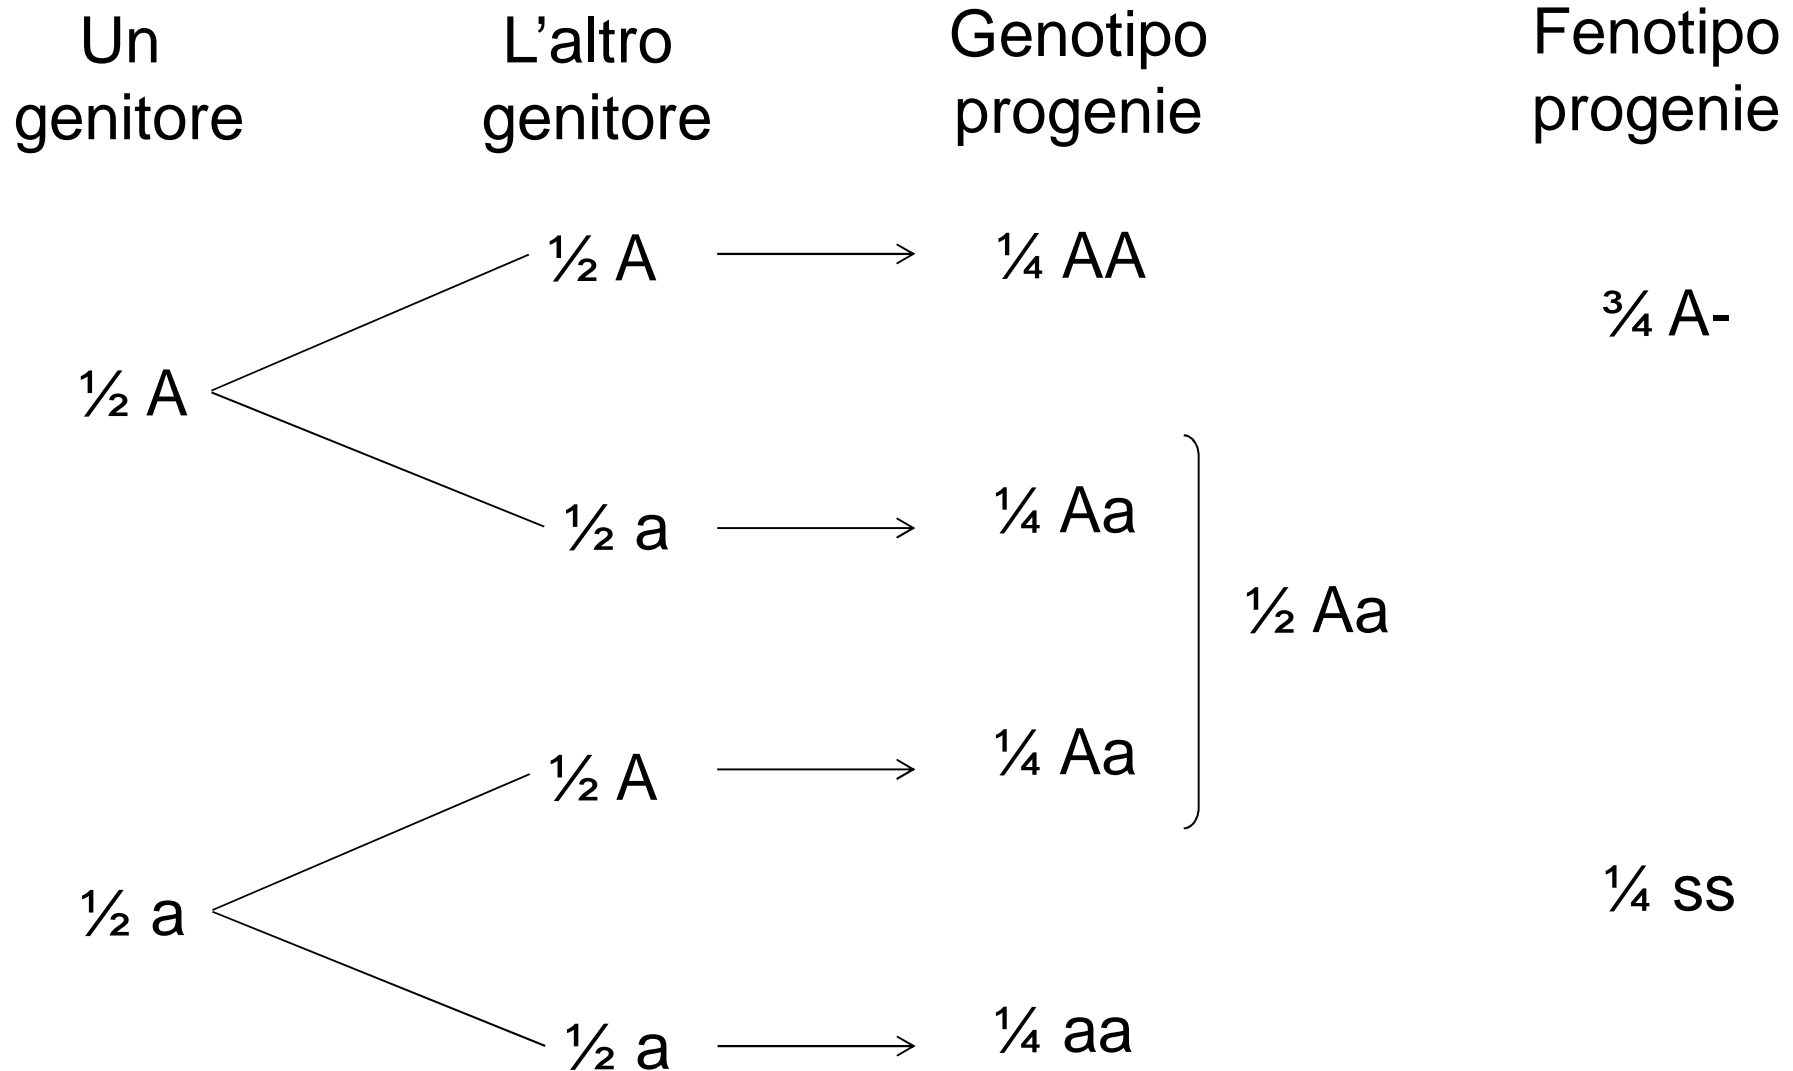 Un genitore
L’altro genitore
Genotipo progenie
Fenotipo progenie
½ A
½ A
¼ AA
¾ A-
½ a
¼ Aa
½ Aa
½ a
½ A
¼ Aa
¼ ss
½ a
¼ aa